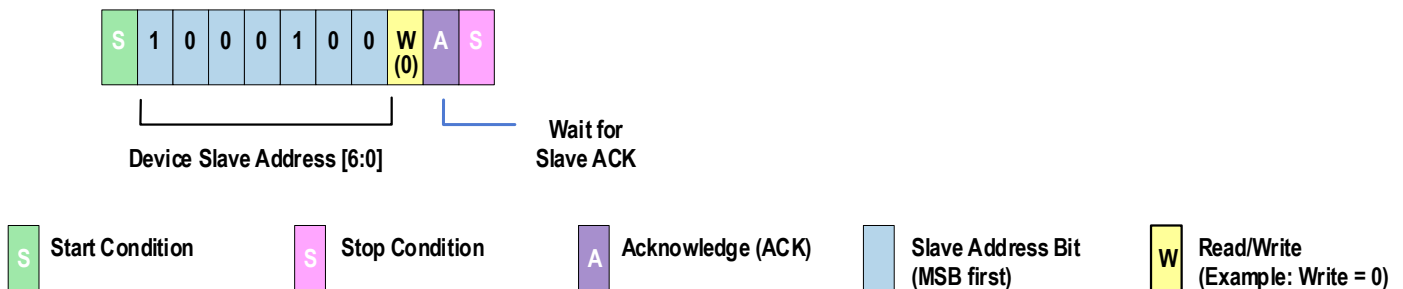 S 1 0 0 0 1 0 0 W (0) A S
Device Slave Address [6:0]
Wait for
Slave ACK
S Start Condition
S Stop Condition
A Acknowledge (ACK)
Slave Address Bit
(MSB first)
W Read/Write
(Example: Write = 0)